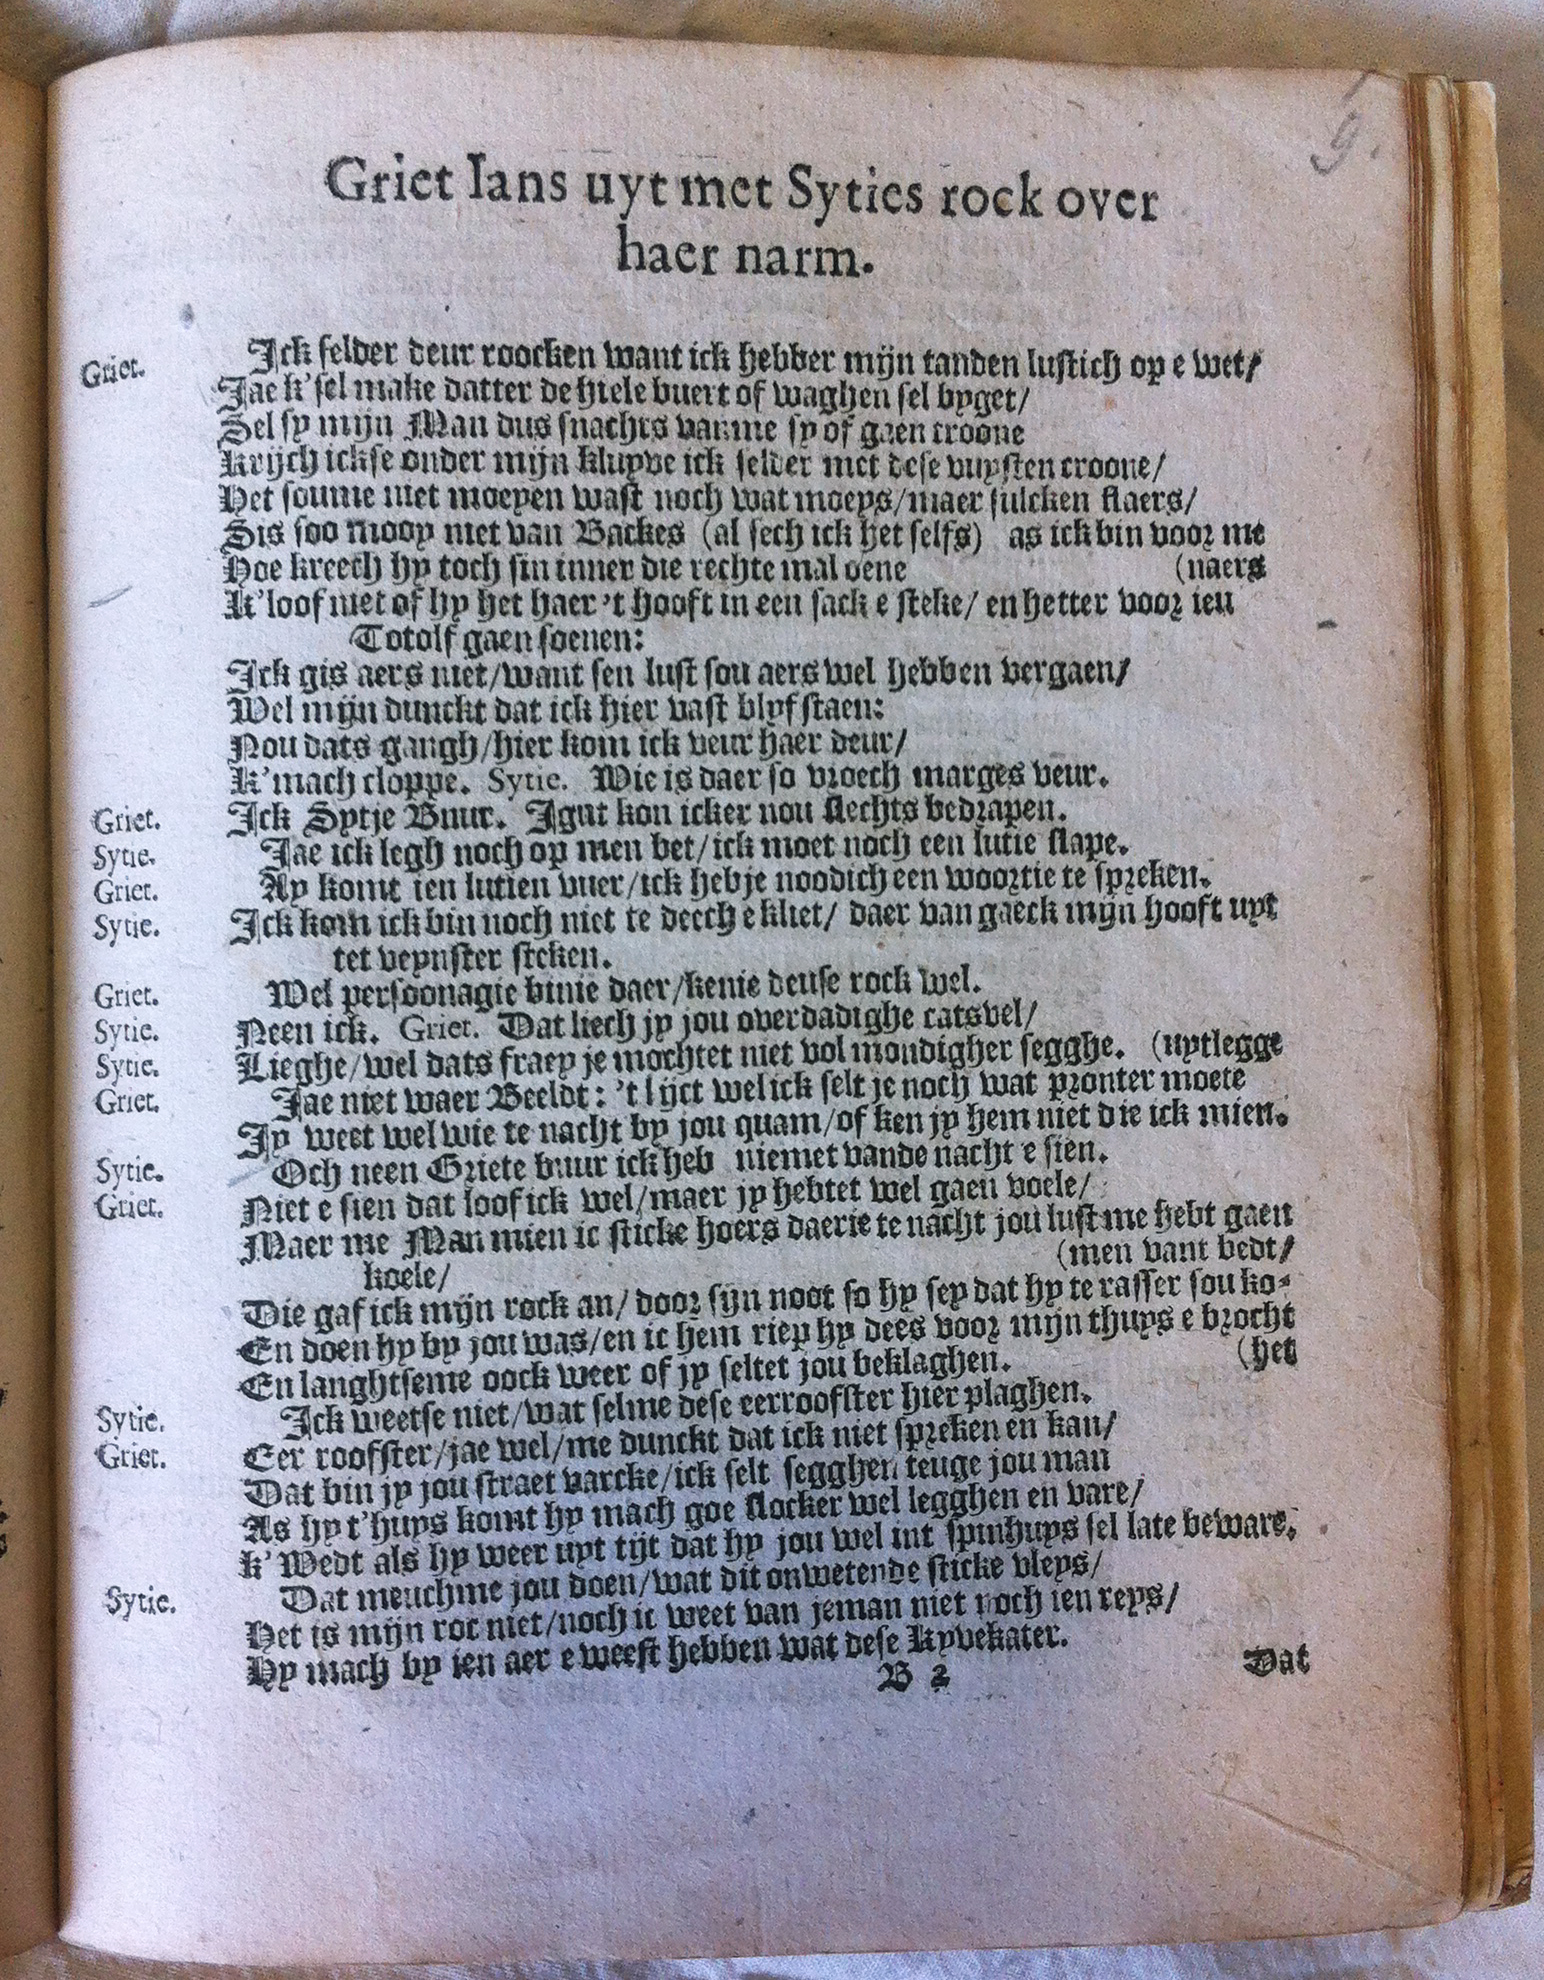 9.
Griet Ians uyt met Syties rock over
haer narm.
Griet. Ick selder deur roocken want ick hebber mijn tanden lustich op e wet/
Jae k'sel make datter de hiele buert of waghen sel byget/
Sel sy mijn Man dus snachts vanme sy of gaen troone
Krijch ickse onder mijn kluyve ick selder met dese vuysten croone/
Het soume niet moeyen wast noch wat moeys/maer sulcken slaers/
Sis soo mooy niet van Backes (al sech ick het selfs) as ick bin voor me
Hoe kreech hy toch sin inner die rechte mal oene (naers
K'loof niet of hy het haer 't hooft in een sack e steke/ en hetter voor ieu
Totolf gaen soenen:
Ick gis aers niet/want sen lust sou aers wel hebben vergaen/
Wel mijn dunckt dat ick hier vast blyf staen:
Nou dats gangh/hier kom ick veur haer deur/
K'mach cloppe. Sytie. Wie is daer so vroech marges veur.
Griet. Ick Sytje Buur. Igut kon icker nou slechts bedrapen.
Sytie. Jae ick legh noch op men bet/ick moet noch een lutie slape.
Griet. Ay komt ien lutien vuer/ick heb je noodich een woortie te spreken.
Sytie. Ick kom ick bin noch niet te deech e kliet/ daer van gaeck mijn hooft uyt
tet veynster steken.
Griet. Wel persoonagie binie daer/kenie deuse rock wel.
Sytie. Neen ick. Griet. Dat liech jy jou overdadighe catsvel/
Sytie. Lieghe/wel dats fraey je mochtet niet vol mondigher segghe. (uytlegge
Griet. Jae niet waer Beeldt: 't lijct wel ick selt je noch wat pronter moete
Jy weet wel wie te nacht by jou quam/of ken jy hem niet die ick mien.
Sytie. Och neen Griete buur ick heb niemet vande nacht e sien.
Griet. Niet e sien dat loof ick wel/maer jy hebtet wel gaen voele/
Maer me Man mien ic sticke hoers daerie te nacht jou lust me hebt gaen
koele/ (men vant bedt/
Die gaf ick mijn rock an/ door sijn noot so hy sey dat hy te rasser sou ko-
En doen hy by jou was/en ic hem riep hy dees voor mijn thuys e brocht
En langhtseme oock weer of jy seltet jou beklaghen. (het
Sytie. Ick weetse niet/wat selme dese eerroofster hier plaghen.
Griet. Eer roofster/jae wel/me dunckt dat ick niet spreken en kan/
Dat bin jy jou straet varcke/ick selt segghen teuge jou man
As hy t'huys komt hy mach goe slocker wel legghen en vare/
k'Wedt als hy weer uyt tijt dat hy jou wel int spinhuys sel late beware.
Sytie. Dat meuchme jou doen/wat dit onwetende sticke vleys/
Het is mijn roc niet/noch ic weet van jeman niet noch ien reys/
Hy mach by ien aer e weest hebben wat dese Kyvekater.
B 2 Dat